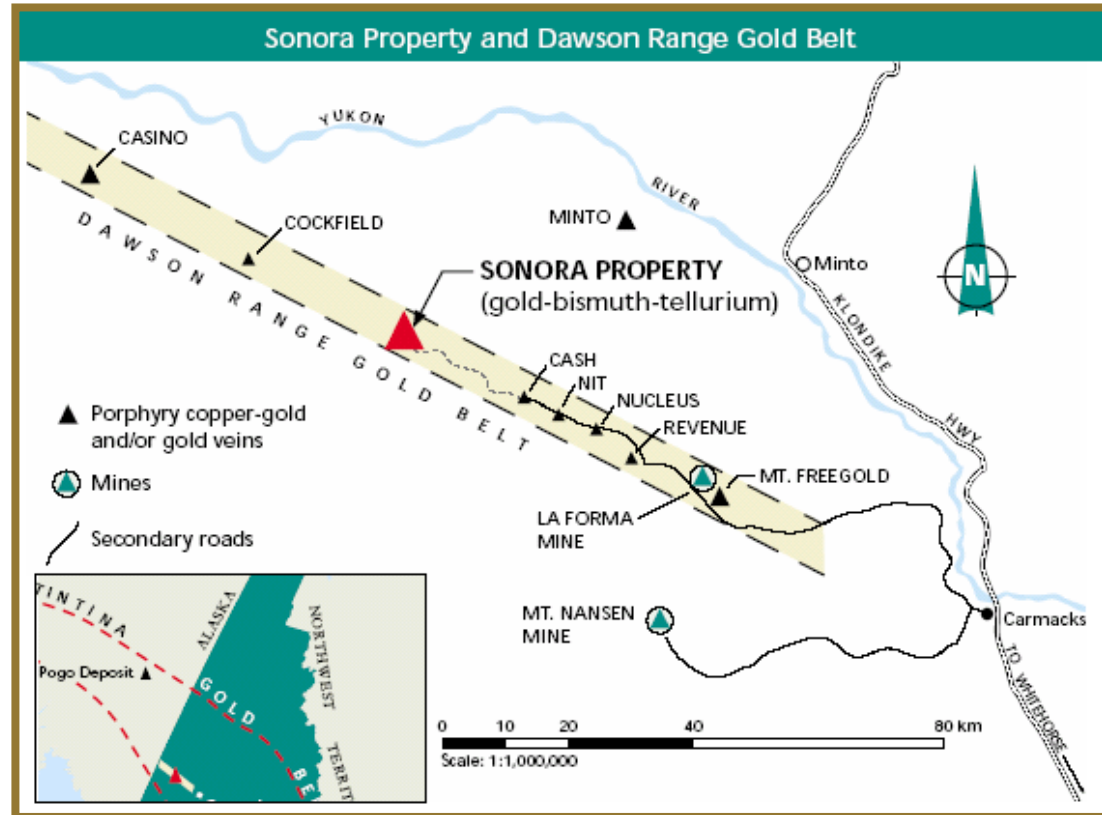 Sonora Property and Dawson Range Gold Belt
YUKON
RIVER
CASINO
COCKFIELD
MINTO
Minto
SONORA PROPERTY
(gold-bismuth-tellurium)
N
KLONDIKE
HWY
DAWSON RANGE GOLD BELT
CASH
NIT
NUCLEUS
REVENUE
MT. FREEGOLD
LA FORMA
MINE
Porphyry copper-gold
and/or gold veins
Mines
Secondary roads
MT. NANSEN
MINE
Carmacks
TO WHITEHORSE
TINTINA
GOLD
BE
ALASKA
NORTHWEST
TERRIT
Pogo Deposit
0 10 20 40 80 km
Scale: 1:1,000,000